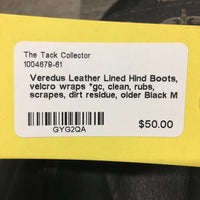 The Tack Collector
1004679-61
Veredus Leather Lined Hind Boots,
velcro wraps *gc, clean, rubs,
scrapes, dirt residue, older Black M
GYG2QA
$50.00